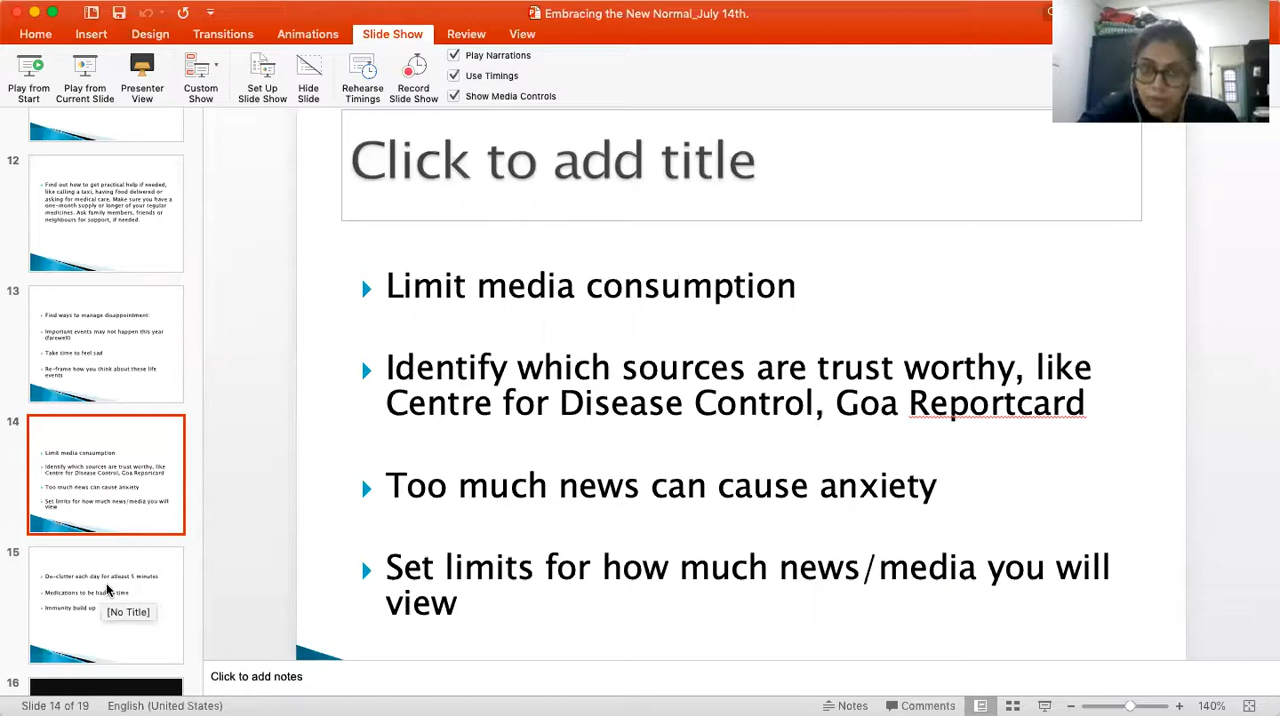 Embracing the New Normal_July 14th.
Home Insert Design Transitions Animations Slide Show Review View
Play from Start
Play from Current Slide
Presenter View
Custom Show
Set Up Slide Show
Hide Slide
Rehearse Timings
Record Slide Show
Play Narrations
Use Timings
Show Media Controls
12
Find out how to get practical help if needed,
like calling a taxi, having food delivered or
asking for medical care. Make sure you have a
one-month supply or longer of your regular
medicines. Ask family members, friends or
neighbours for support, if needed.
13
Find ways to manage disappointment:
Important events may not happen this year
(farewell)
Take time to feel sad
Re-frame how you think about these life
events
14
Limit media consumption
Identify which sources are trust worthy, like
Centre for Disease Control, Goa Reportcard
Too much news can cause anxiety
Set limits for how much news/media you will
view
15
De-clutter each day for atleast 5 minutes
Medications to be time
Immunity build up
[No Title]
16
Click to add title
Limit media consumption
Identify which sources are trust worthy, like
Centre for Disease Control, Goa Reportcard
Too much news can cause anxiety
Set limits for how much news/media you will
view
Click to add notes
Slide 14 of 19 English (United States) Notes Comments 140%